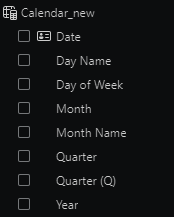 Calendar_new
Date
Day Name
Day of Week
Month
Month Name
Quarter
Quarter (Q)
Year